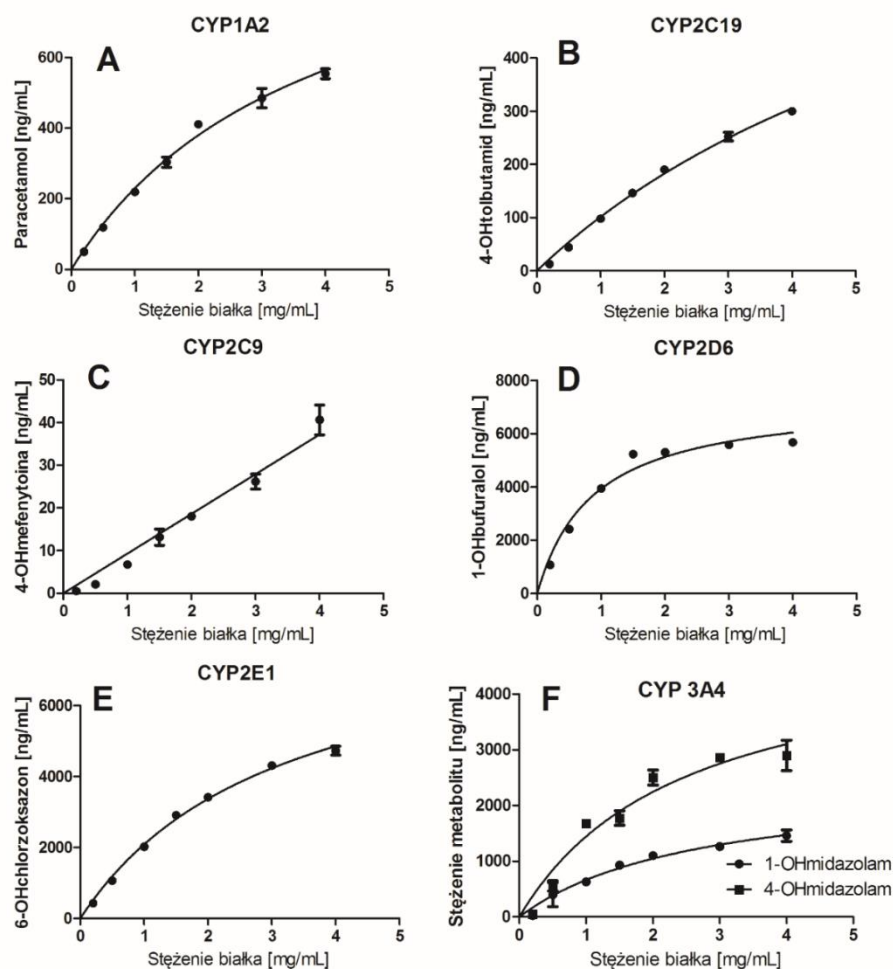 CYP1A2
A
Paracetamol [ng/mL]
600
400
200
0
0 1 2 3 4 5
Stężenie białka [mg/mL]
CYP2C19
B
4-OHtolbutamid [ng/mL]
400
300
200
100
0
0 1 2 3 4 5
Stężenie białka [mg/mL]
CYP2C9
C
4-OHmefenytoina [ng/mL]
50
40
30
20
10
0
0 1 2 3 4 5
Stężenie białka [mg/mL]
CYP2D6
D
1-OHbufuralol [ng/mL]
8000
6000
4000
2000
0
0 1 2 3 4 5
Stężenie białka [mg/mL]
CYP2E1
E
6-OHchlorzoksazon [ng/mL]
6000
4000
2000
0
0 1 2 3 4 5
Stężenie białka [mg/mL]
CYP 3A4
F
Stężenie metabolitu [ng/mL]
4000
3000
2000
1000
0
0 1 2 3 4 5
Stężenie białka [mg/mL]
1-OHmidazolam
4-OHmidazolam